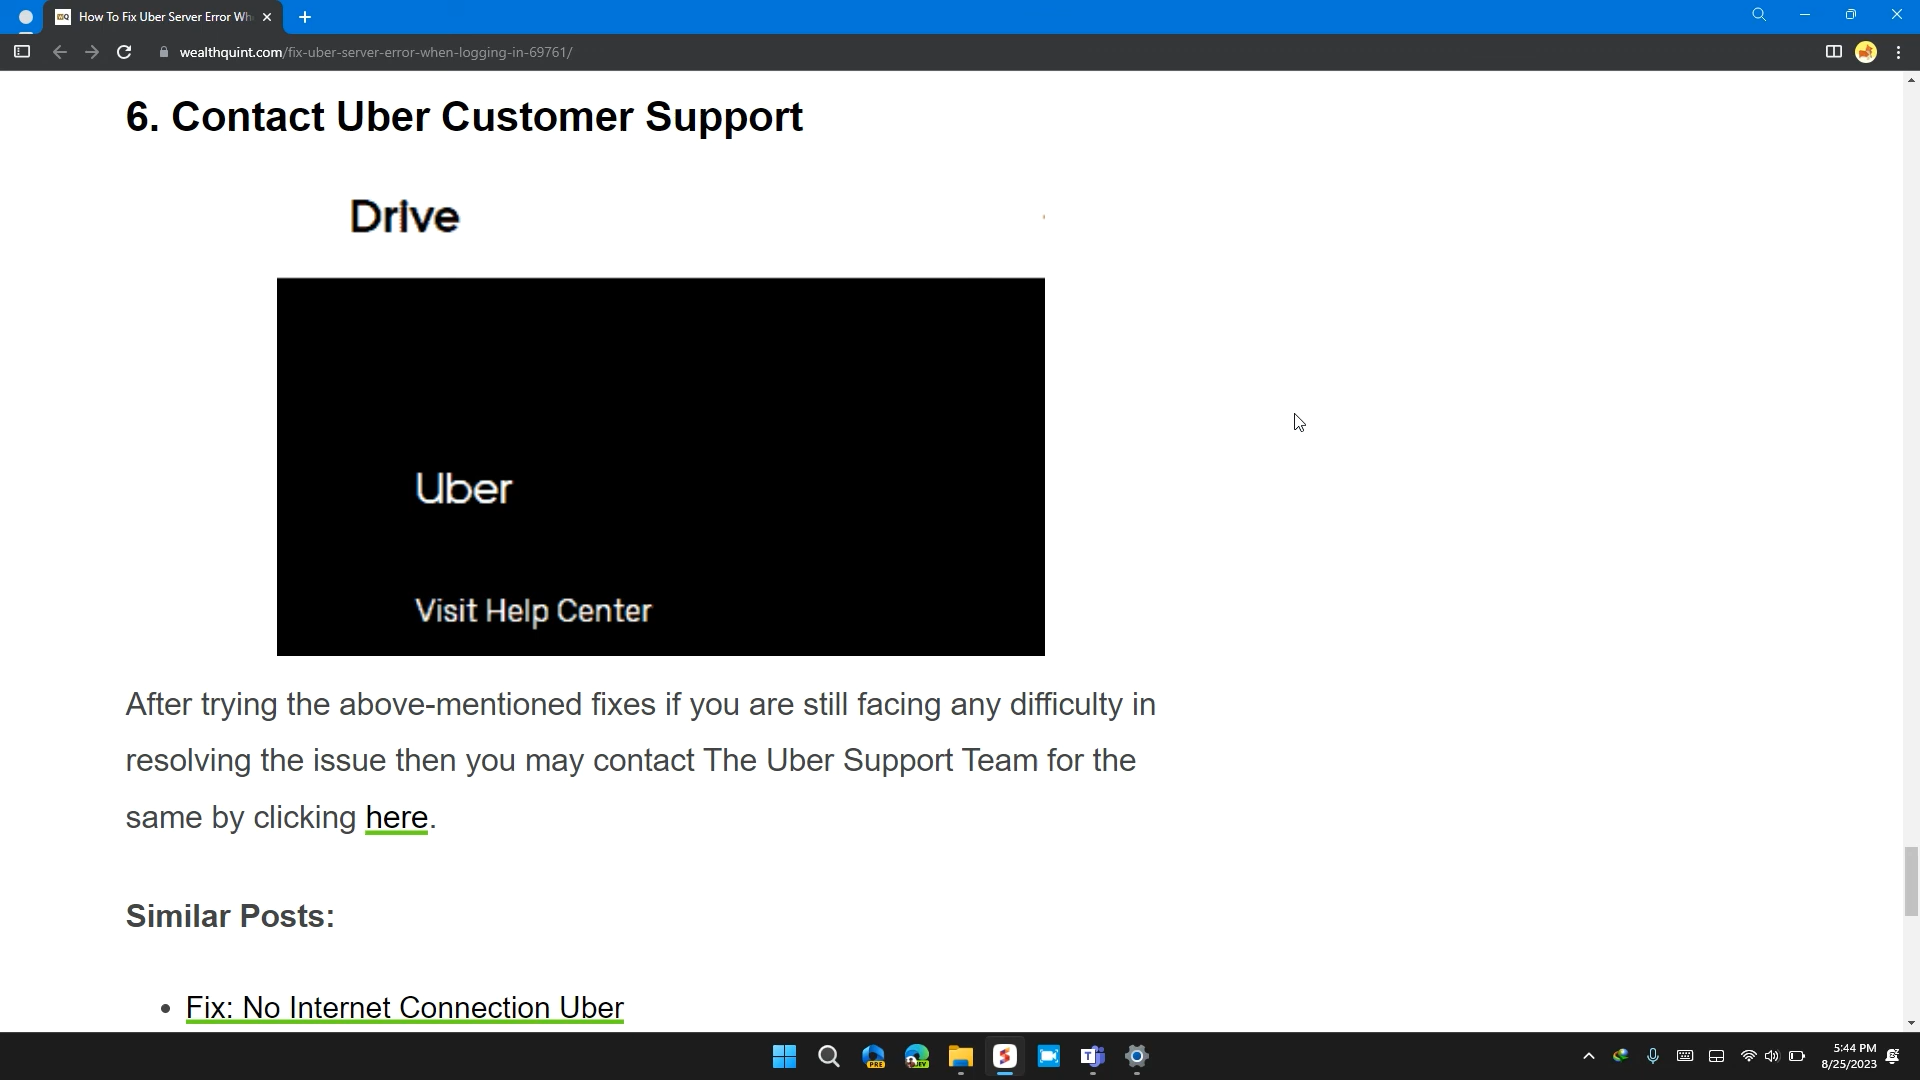 How To Fix Uber Server Error Wh
wealthquint.com/fix-uber-server-error-when-logging-in-69761/
6. Contact Uber Customer Support
Drive
Uber
Visit Help Center
After trying the above-mentioned fixes if you are still facing any difficulty in
resolving the issue then you may contact The Uber Support Team for the
same by clicking here.
Similar Posts:
• Fix: No Internet Connection Uber
PRE
5:44 PM
8/25/2023